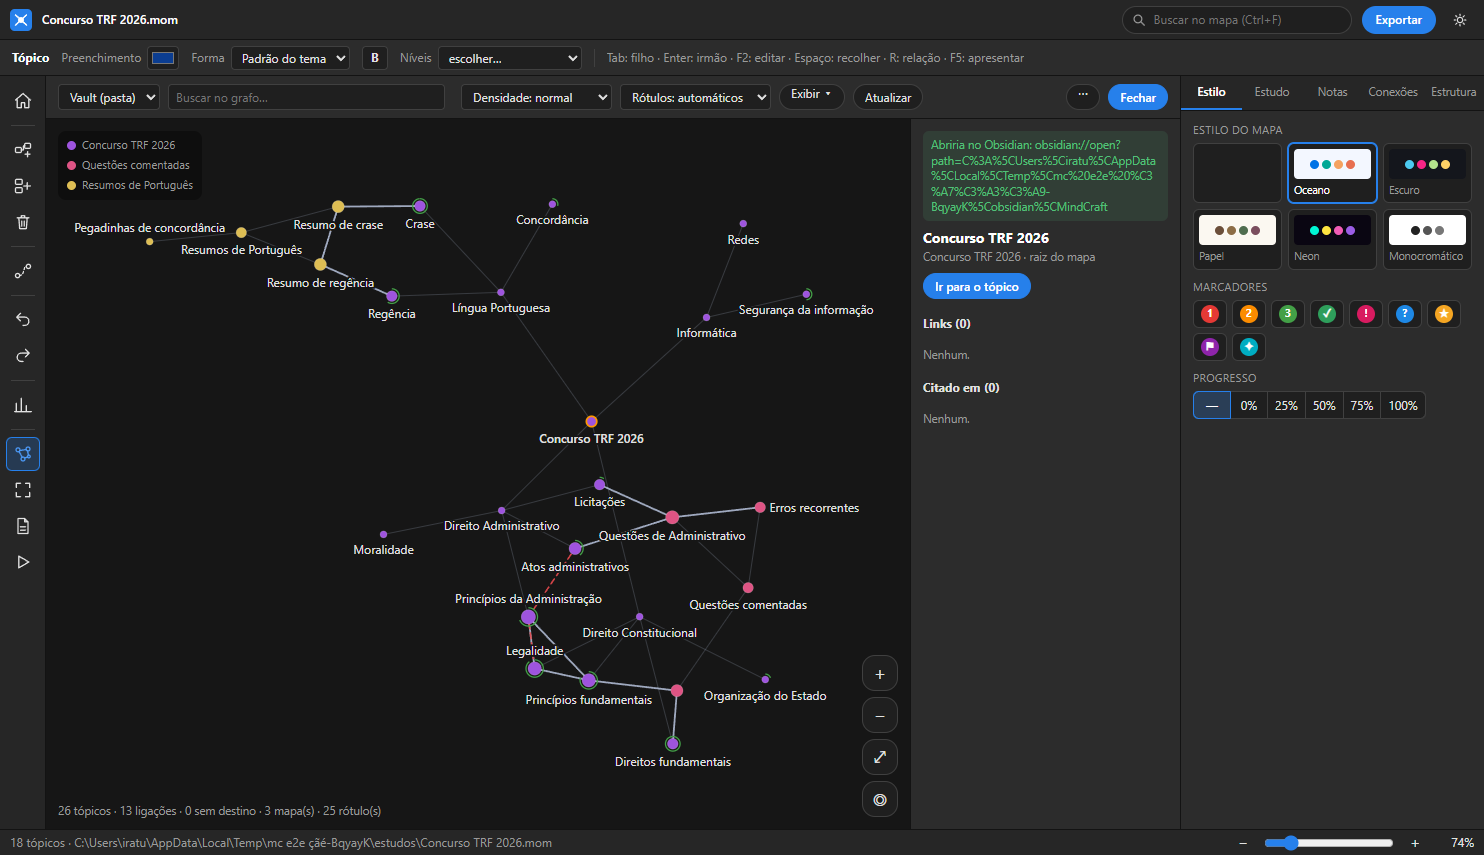 Concurso TRF 2026.mom
Buscar no mapa (Ctrl+F)
Exportar
Tópico
Preenchimento
Forma
Padrão do tema
B
Níveis
escolher...
Tab: filho · Enter: irmão · F2: editar · Espaço: recolher · R: relação · F5: apresentar
Vault (pasta)
Buscar no grafo...
Densidade: normal
Rótulos: automáticos
Exibir
Atualizar
...
Fechar
Concurso TRF 2026
Questões comentadas
Resumos de Português
Pegadinhas de concordância
Resumos de Português
Resumo de crase
Crase
Concordância
Redes
Resumo de regência
Regência
Língua Portuguesa
Segurança da informação
Informática
Concurso TRF 2026
Licitações
Direito Administrativo
Erros recorrentes
Questões de Administrativo
Moralidade
Atos administrativos
Princípios da Administração
Questões comentadas
Direito Constitucional
Legalidade
Princípios fundamentais
Organização do Estado
Direitos fundamentais
26 tópicos · 13 ligações · 0 sem destino · 3 mapa(s) · 25 rótulo(s)
+
−
Abriria no Obsidian: obsidian://open?
path=C%3A%5CUsers%5Ciratu%5CAppData
%5CLocal%5CTemp%5Cmc%20e2e%20%C3
%A7%C3%A3%C3%A9-
BqyayK%5Cobsidian%5CMindCraft
Concurso TRF 2026
Concurso TRF 2026 · raiz do mapa
Ir para o tópico
Links (0)
Nenhum.
Citado em (0)
Nenhum.
Estilo
Estudo
Notas
Conexões
Estrutura
ESTILO DO MAPA
Oceano
Escuro
Papel
Neon
Monocromático
MARCADORES
1
2
3
!
?
PROGRESSO
—
0%
25%
50%
75%
100%
18 tópicos · C:\Users\iratu\AppData\Local\Temp\mc e2e çãé-BqyayK\estudos\Concurso TRF 2026.mom
−
+
74%